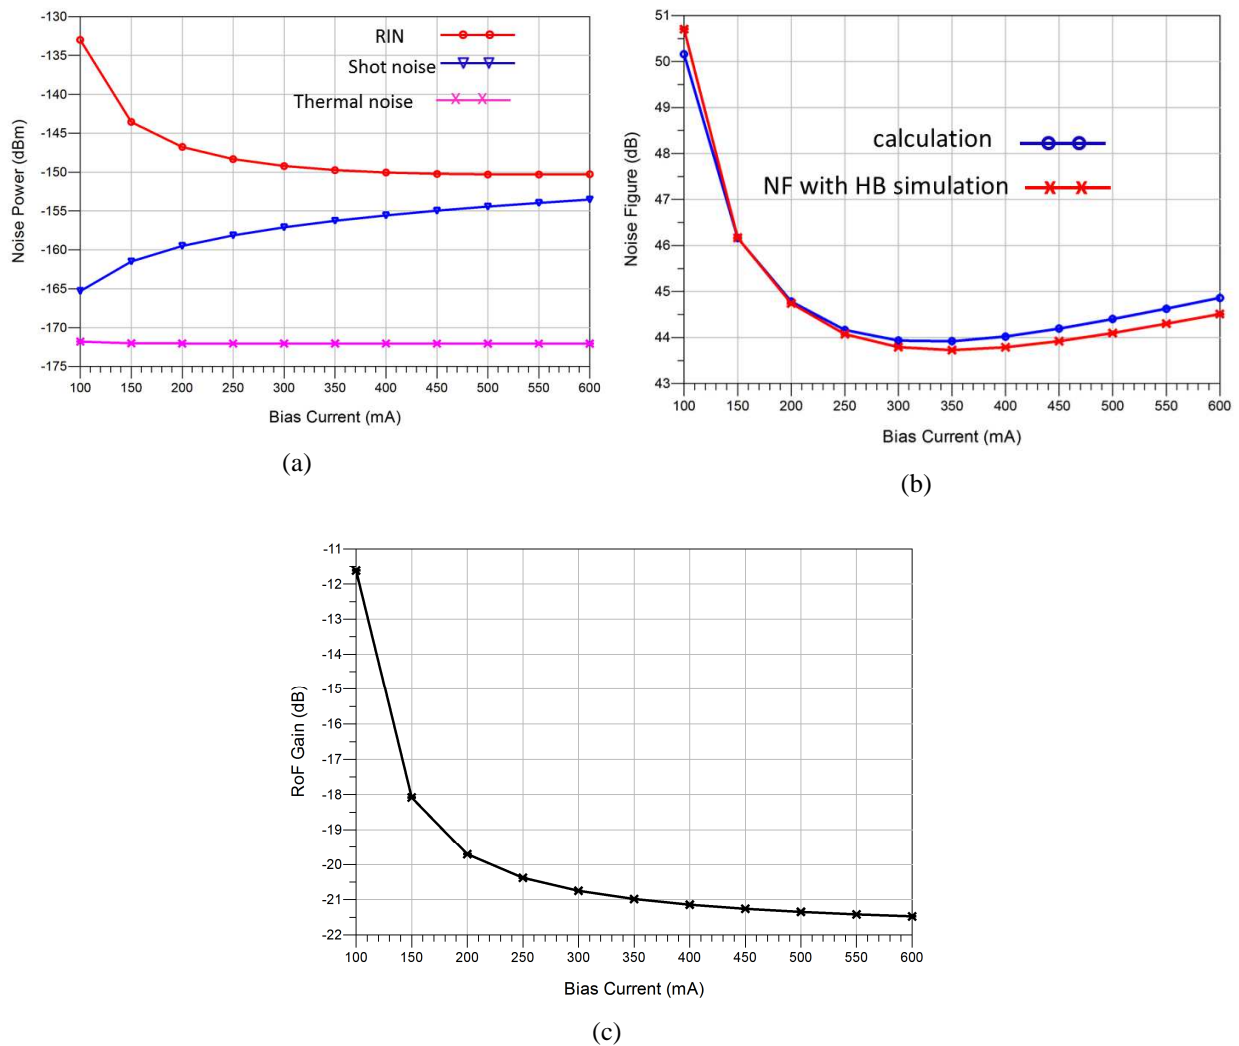 -130
-135
-140
-145
-150
-155
-160
-165
-170
-175
Noise Power (dBm)
RIN
Shot noise
Thermal noise
100 150 200 250 300 350 400 450 500 550 600
Bias Current (mA)
(a)
51
50
49
48
47
46
45
44
43
Noise Figure (dB)
calculation
NF with HB simulation
100 150 200 250 300 350 400 450 500 550 600
Bias Current (mA)
(b)
-11
-12
-13
-14
-15
-16
-17
-18
-19
-20
-21
-22
RoF Gain (dB)
100 150 200 250 300 350 400 450 500 550 600
Bias Current (mA)
(c)